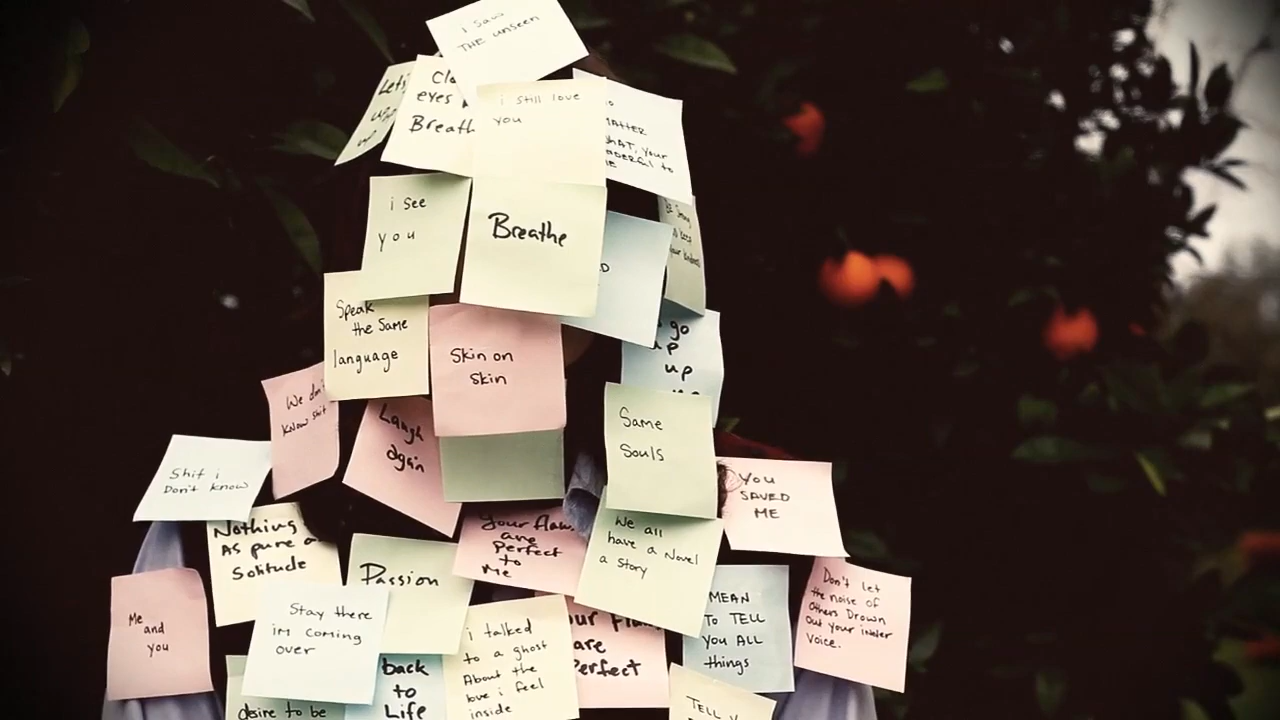 i saw
THE unseen
eyes
i still love
you
MATTER
i see
you
Breathe
Speak
the Same
language
Skin on
Skin
go
up
up
We don't
know shit
Laugh
again
Same
Souls
Shit i
Don't know
YOU
SAVED
ME
Nothing
As pure as
Solitude
Your flaws
are
Perfect
to
Me
We all
have a Novel
a Story
Passion
Me
and
you
Stay there
im coming
over
MEAN
TO TELL
YOU ALL
things
Don't let
the noise of
others Drown
out your inner
voice.
i talked
to a ghost
About the
love i feel
inside
are
Perfect
back
to
Life
desire to be
TELL